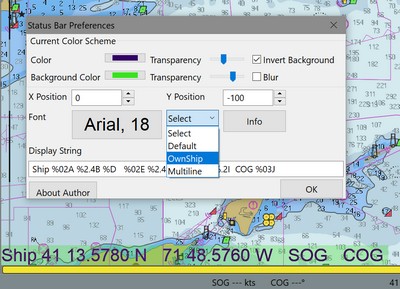 Status Bar Preferences
Current Color Scheme
Color Transparency Invert Background
Background Color Transparency Blur
X Position 0 Y Position -100
Font Arial, 18 Select Info
Select
Default
OwnShip
Multiline
Display String
Ship %02A %2.4B %D %02E %2.4 .2I COG %03J
About Author OK
Ship 41 13.5780 N 71 48.5760 W SOG COG
SOG --- kts COG ---° 41